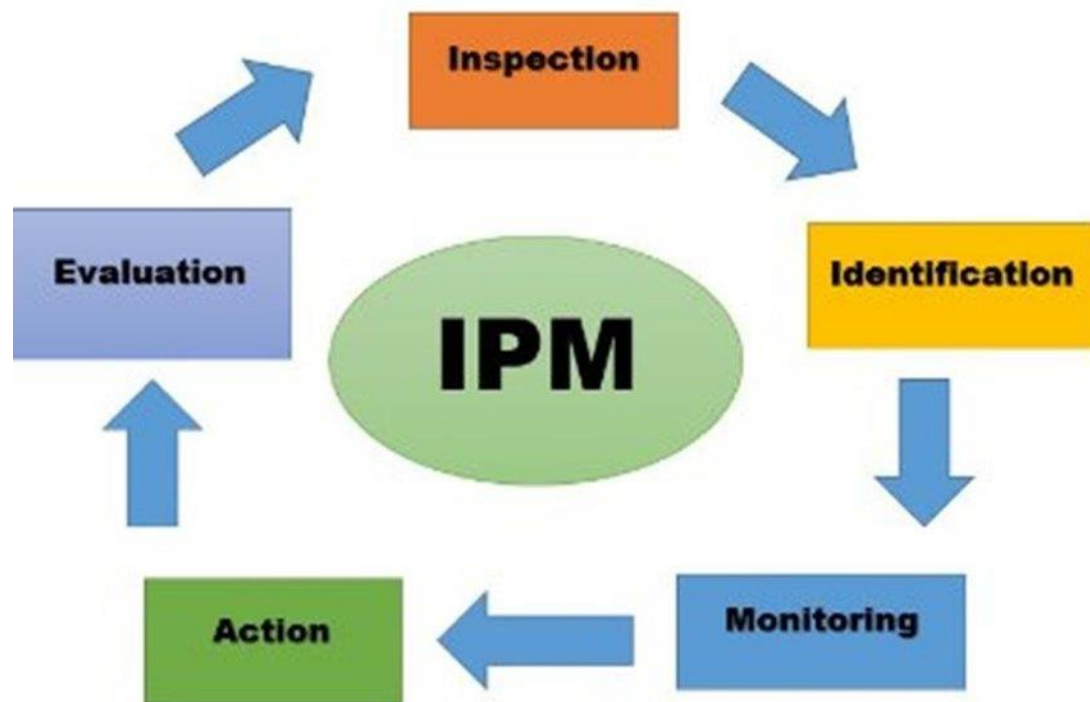 Inspection
Identification
Monitoring
Action
Evaluation
IPM